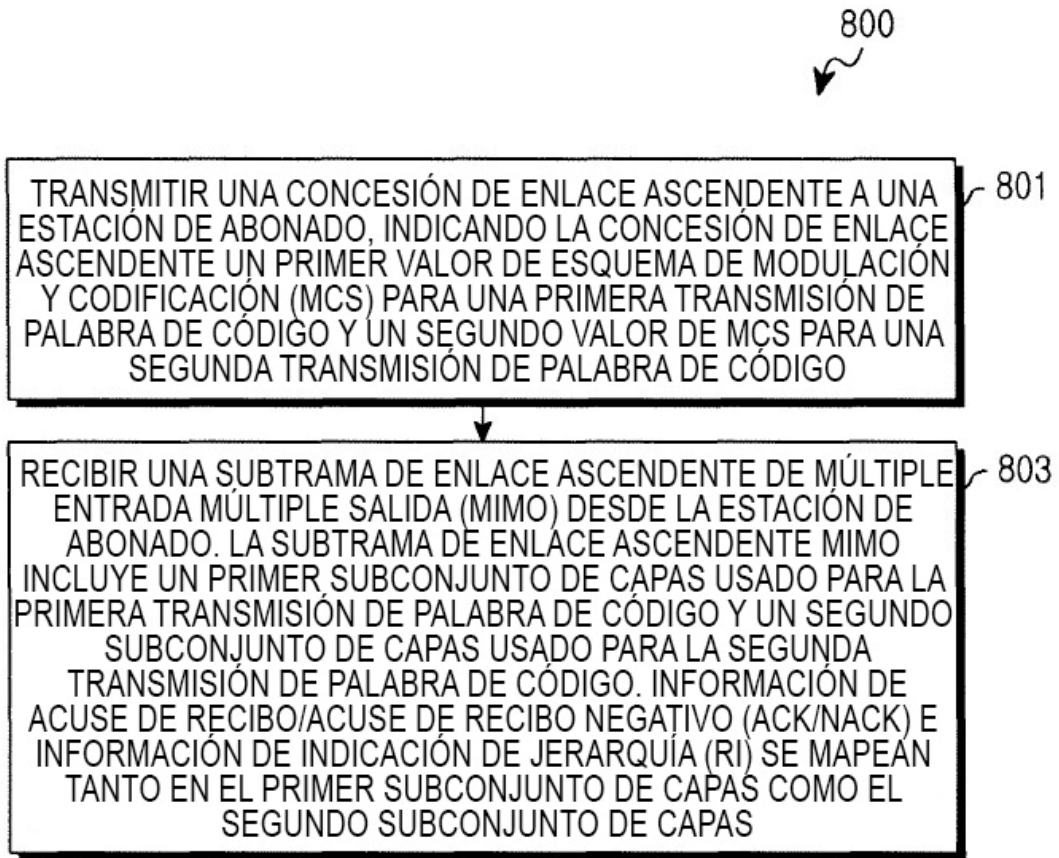 800
TRANSMITIR UNA CONCESIÓN DE ENLACE ASCENDENTE A UNA
ESTACIÓN DE ABONADO, INDICANDO LA CONCESIÓN DE ENLACE
ASCENDENTE UN PRIMER VALOR DE ESQUEMA DE MODULACIÓN
Y CODIFICACIÓN (MCS) PARA UNA PRIMERA TRANSMISIÓN DE
PALABRA DE CÓDIGO Y UN SEGUNDO VALOR DE MCS PARA UNA
SEGUNDA TRANSMISIÓN DE PALABRA DE CÓDIGO
801
RECIBIR UNA SUBTRAMA DE ENLACE ASCENDENTE DE MÚLTIPLE
ENTRADA MÚLTIPLE SALIDA (MIMO) DESDE LA ESTACIÓN DE
ABONADO. LA SUBTRAMA DE ENLACE ASCENDENTE MIMO
INCLUYE UN PRIMER SUBCONJUNTO DE CAPAS USADO PARA LA
PRIMERA TRANSMISIÓN DE PALABRA DE CÓDIGO Y UN SEGUNDO
SUBCONJUNTO DE CAPAS USADO PARA LA SEGUNDA
TRANSMISIÓN DE PALABRA DE CÓDIGO. INFORMACIÓN DE
ACUSE DE RECIBO/ACUSE DE RECIBO NEGATIVO (ACK/NACK) E
INFORMACIÓN DE INDICACIÓN DE JERARQUÍA (RI) SE MAPEAN
TANTO EN EL PRIMER SUBCONJUNTO DE CAPAS COMO EL
SEGUNDO SUBCONJUNTO DE CAPAS
803